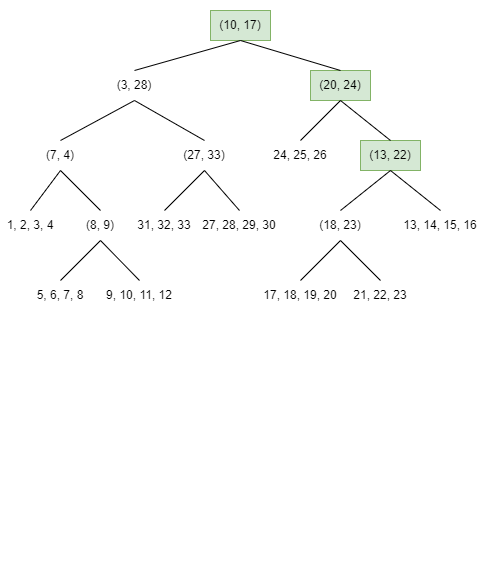 (10, 17)
(3, 28)
(20, 24)
(7, 4)
(27, 33)
24, 25, 26
(13, 22)
1, 2, 3, 4
(8, 9)
31, 32, 33
27, 28, 29, 30
(18, 23)
13, 14, 15, 16
5, 6, 7, 8
9, 10, 11, 12
17, 18, 19, 20
21, 22, 23